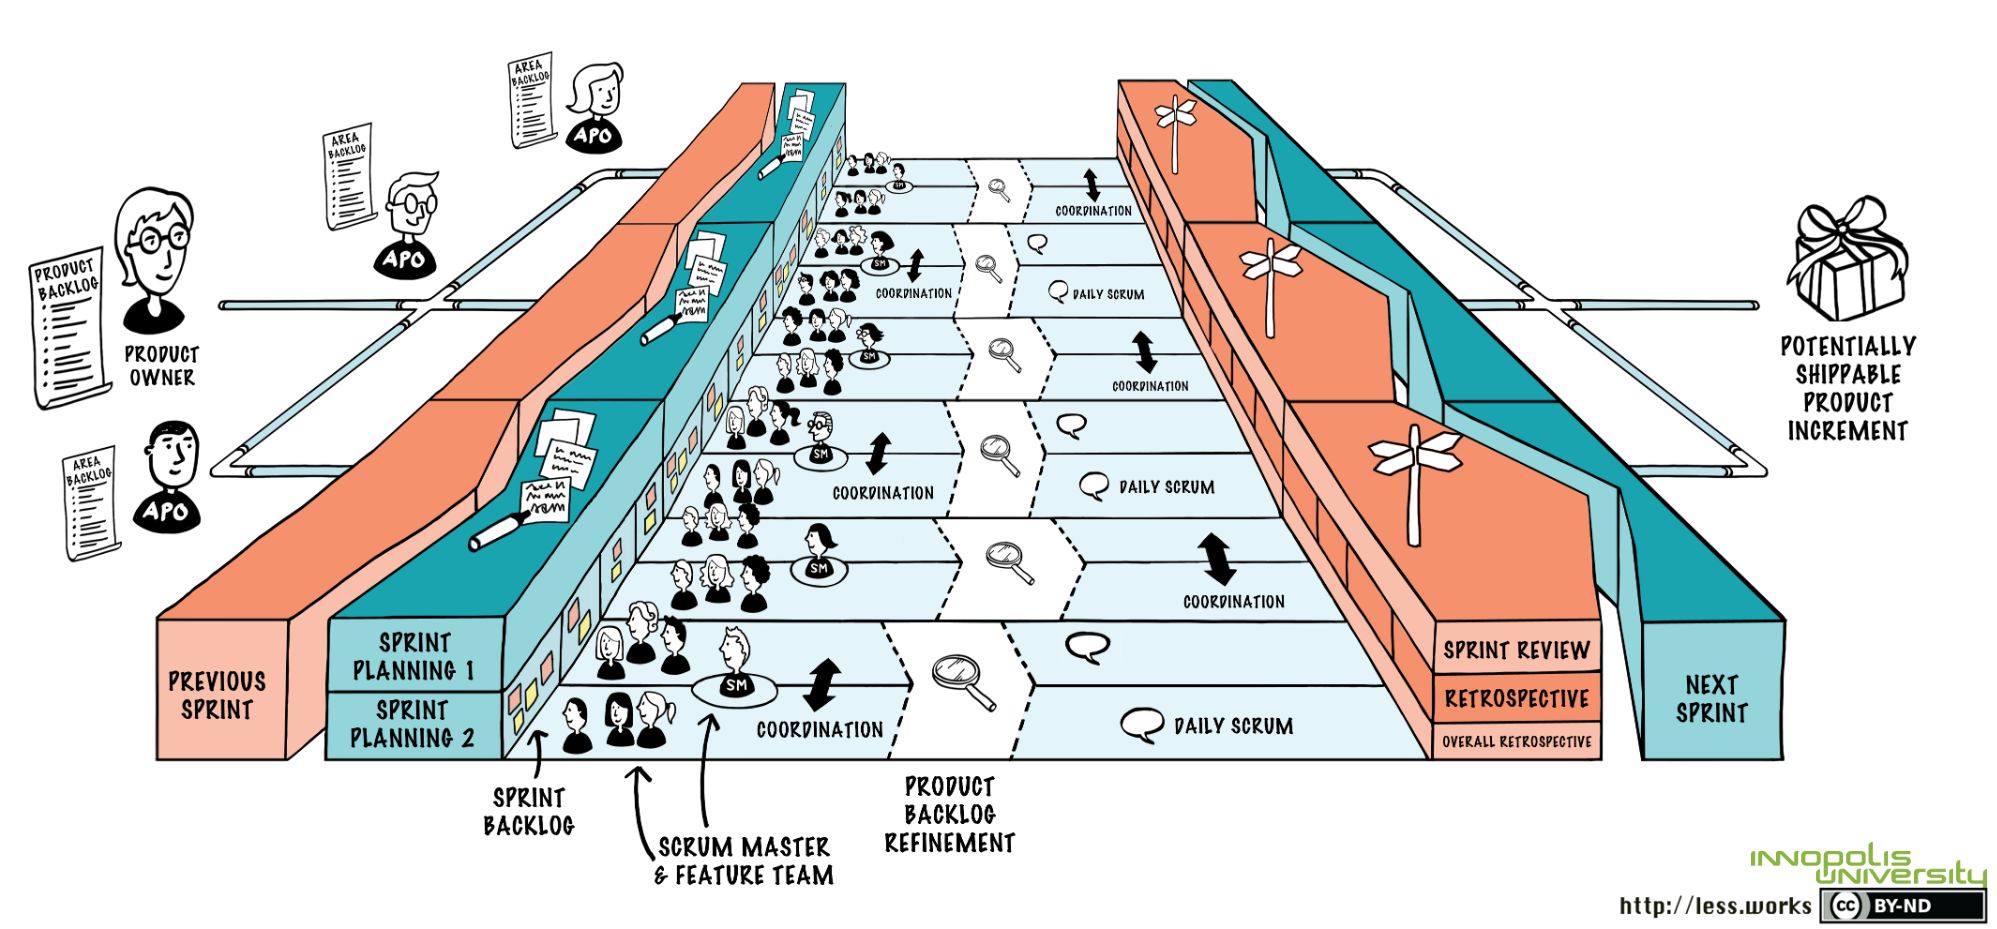 AREA
BACKLOG
APO
AREA
BACKLOG
APO
PRODUCT
BACKLOG
PRODUCT
OWNER
AREA
BACKLOG
APO
SM
COORDINATION
SM
COORDINATION
DAILY SCRUM
SM
COORDINATION
SM
COORDINATION
DAILY SCRUM
SM
COORDINATION
SM
COORDINATION
DAILY SCRUM
PREVIOUS
SPRINT
SPRINT
PLANNING 1
SPRINT
PLANNING 2
SPRINT REVIEW
RETROSPECTIVE
OVERALL RETROSPECTIVE
NEXT
SPRINT
POTENTIALLY
SHIPPABLE
PRODUCT
INCREMENT
SPRINT
BACKLOG
SCRUM MASTER
& FEATURE TEAM
PRODUCT
BACKLOG
REFINEMENT
INNOPOLIS
UNIVERSITY
http://less.works
cc
BY-ND